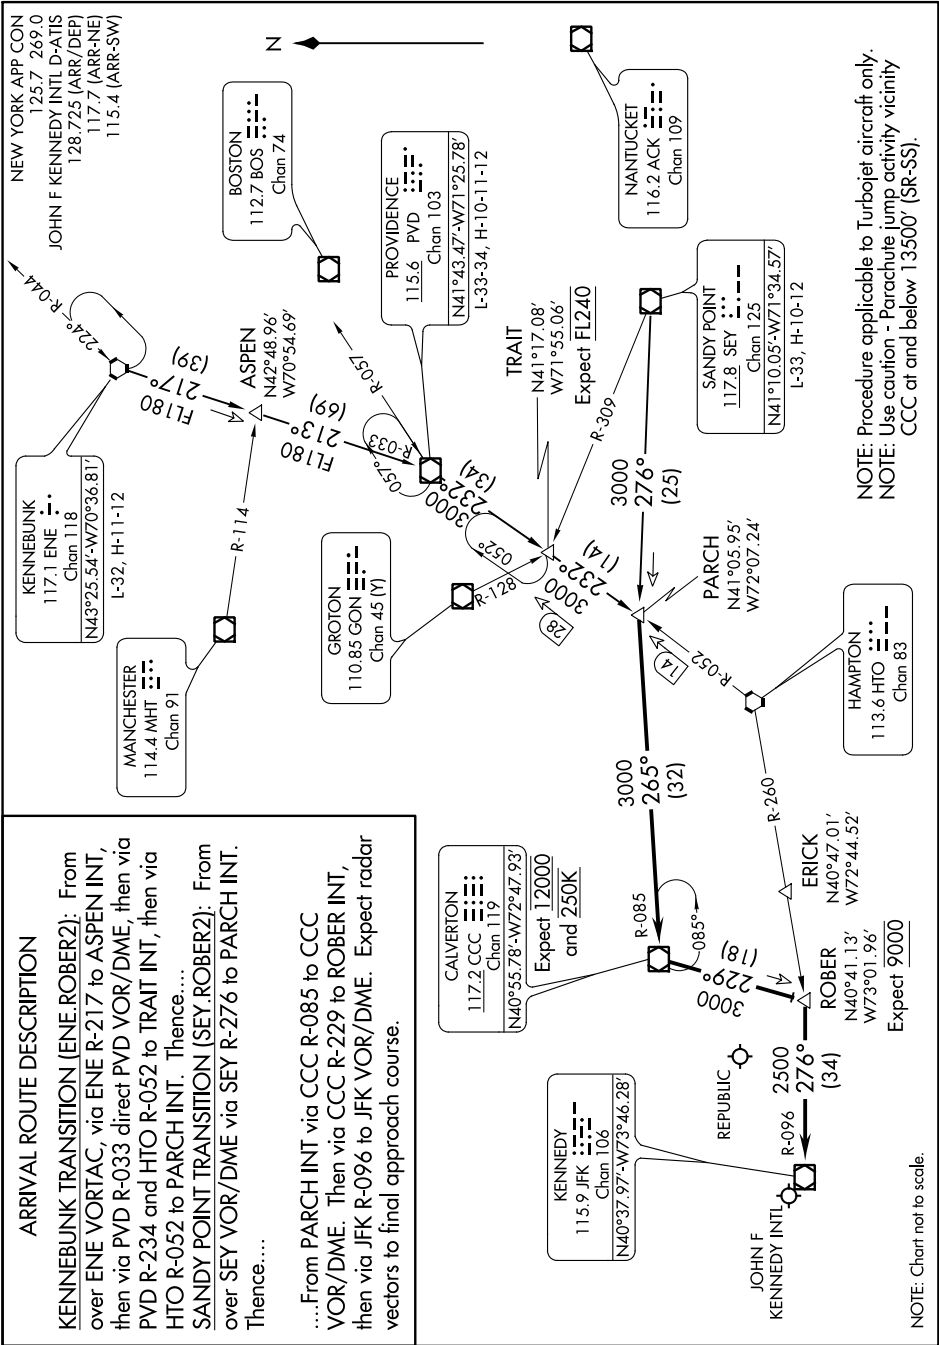 ARRIVAL ROUTE DESCRIPTION
KENNEBUNK TRANSITION (ENE.ROBER2): From
over ENE VORTAC, via ENE R-217 to ASPEN INT,
then via PVD R-033 direct PVD VOR/DME, then via
PVD R-234 and HTO R-052 to TRAIT INT, then via
HTO R-052 to PARCH INT. Thence....
SANDY POINT TRANSITION (SEY.ROBER2): From
over SEY VOR/DME via SEY R-276 to PARCH INT.
Thence....
....From PARCH INT via CCC R-085 to CCC
VOR/DME. Then via CCC R-229 to ROBER INT,
then via JFK R-096 to JFK VOR/DME. Expect radar
vectors to final approach course.
NEW YORK APP CON
125.7 269.0
JOHN F KENNEDY INTL D-ATIS
128.725 (ARR/DEP)
117.7 (ARR-NE)
115.4 (ARR-SW)
N
KENNEBUNK
117.1 ENE
Chan 118
N43°25.54'-W70°36.81'
L-32, H-11-12
224°
R-044
FL180
217°
(39)
MANCHESTER
114.4 MHT
Chan 91
R-114
ASPEN
N42°48.96'
W70°54.69'
BOSTON
112.7 BOS
Chan 74
R-057
FL180
213°
(69)
R-033
057°
PROVIDENCE
115.6 PVD
Chan 103
N41°43.47'-W71°25.78'
L-33-34, H-10-11-12
GROTON
110.85 GON
Chan 45 (Y)
R-128
3000
232°
(34)
052°
TRAIT
N41°17.08'
W71°55.06'
Expect FL240
NANTUCKET
116.2 ACK
Chan 109
R-309
SANDY POINT
117.8 SEY
Chan 125
N41°10.05'-W71°34.57'
L-33, H-10-12
3000
232°
(14)
28
3000
276°
(25)
PARCH
N41°05.95'
W72°07.24'
14
R-052
HAMPTON
113.6 HTO
Chan 83
R-260
3000
265°
(32)
CALVERTON
117.2 CCC
Chan 119
N40°55.78'-W72°47.93'
Expect 12000
and 250K
R-085
085°
3000
229°
(18)
ERICK
N40°47.01'
W72°44.52'
ROBER
N40°41.13'
W73°01.96'
Expect 9000
REPUBLIC
2500
276°
(34)
R-096
KENNEDY
115.9 JFK
Chan 106
N40°37.97'-W73°46.28'
JOHN F
KENNEDY INTL
NOTE: Procedure applicable to Turbojet aircraft only.
NOTE: Use caution - Parachute jump activity vicinity
CCC at and below 13500' (SR-SS).
NOTE: Chart not to scale.